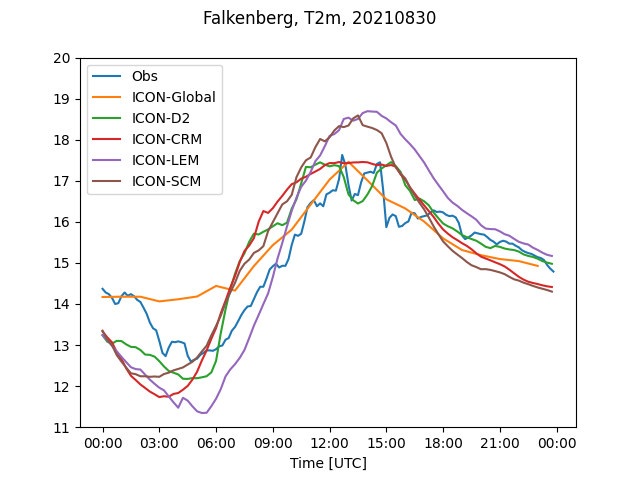 Falkenberg, T2m, 20210830
20
19
18
17
16
15
14
13
12
11
Obs
ICON-Global
ICON-D2
ICON-CRM
ICON-LEM
ICON-SCM
00:00 03:00 06:00 09:00 12:00 15:00 18:00 21:00 00:00
Time [UTC]